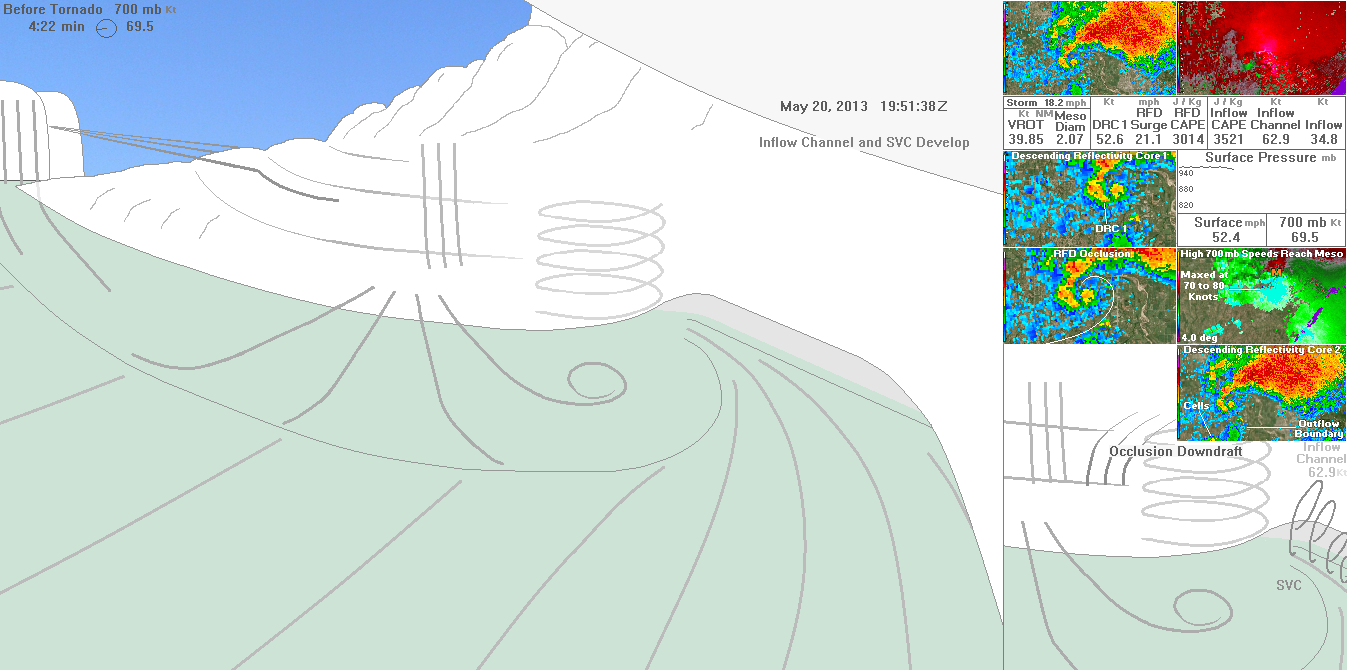 Before Tornado 700 mb Kt
4:22 min 69.5
May 20, 2013 19:51:38Z
Inflow Channel and SVC Develop
Storm 18.2 mph
Kt NM
VROT Meso Diam
39.85 2.07
Kt mph J / Kg
DRC 1 RFD Surge RFD CAPE
52.6 21.1 3014
J / Kg Kt Kt
Inflow CAPE Inflow Channel Inflow
3521 62.9 34.8
Descending Reflectivity Core 1
DRC 1
Surface Pressure mb
940
880
820
Surface mph 700 mb Kt
52.4 69.5
RFD Occlusion
High 700 mb Speeds Reach Meso
M
Maxed at
70 to 80
Knots
4.0 deg
Descending Reflectivity Core 2
Cells
Outflow
Boundary
Occlusion Downdraft
Inflow
Channel
62.9 Kt
SVC